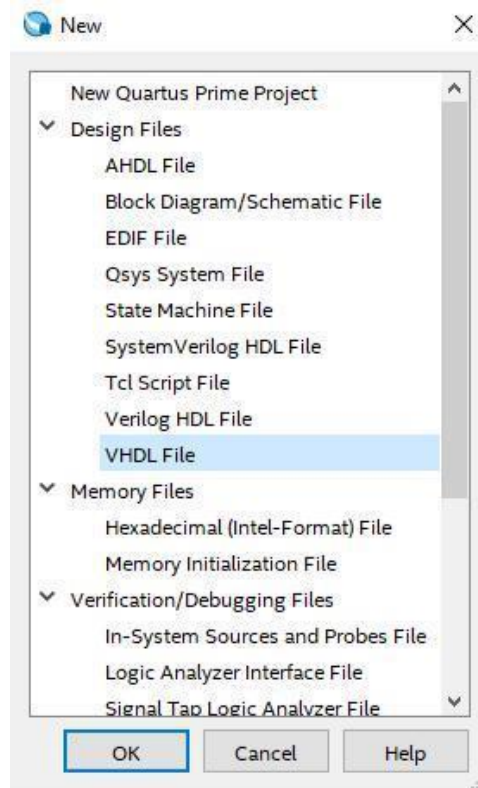 New
New Quartus Prime Project
Design Files
AHDL File
Block Diagram/Schematic File
EDIF File
Qsys System File
State Machine File
SystemVerilog HDL File
Tcl Script File
Verilog HDL File
VHDL File
Memory Files
Hexadecimal (Intel-Format) File
Memory Initialization File
Verification/Debugging Files
In-System Sources and Probes File
Logic Analyzer Interface File
Signal Tap Logic Analyzer File
OK Cancel Help